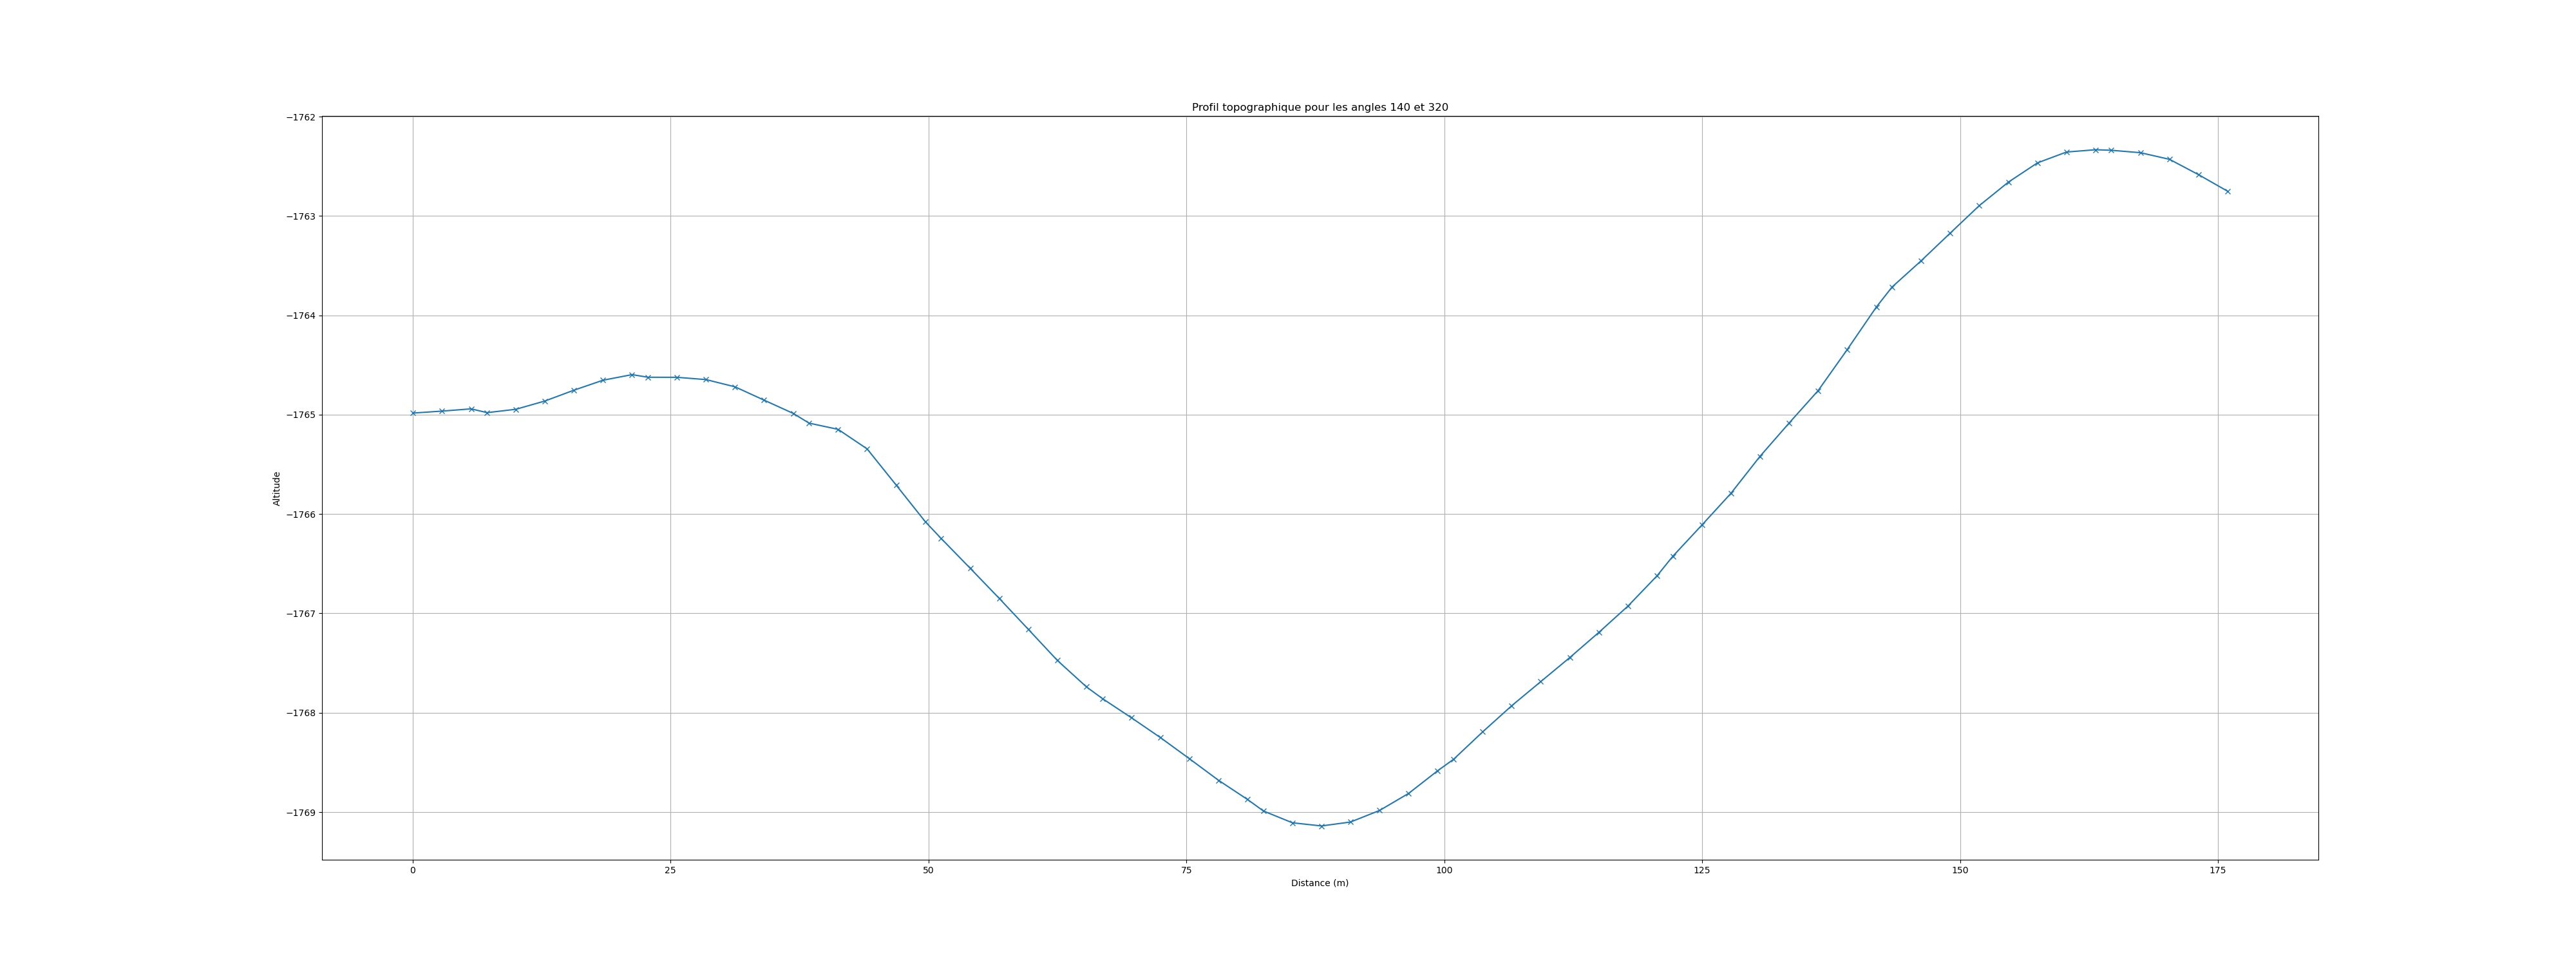 Profil topographique pour les angles 140 et 320
−1762
−1763
−1764
−1765
−1766
−1767
−1768
−1769
Altitude
0 25 50 75 100 125 150 175
Distance (m)